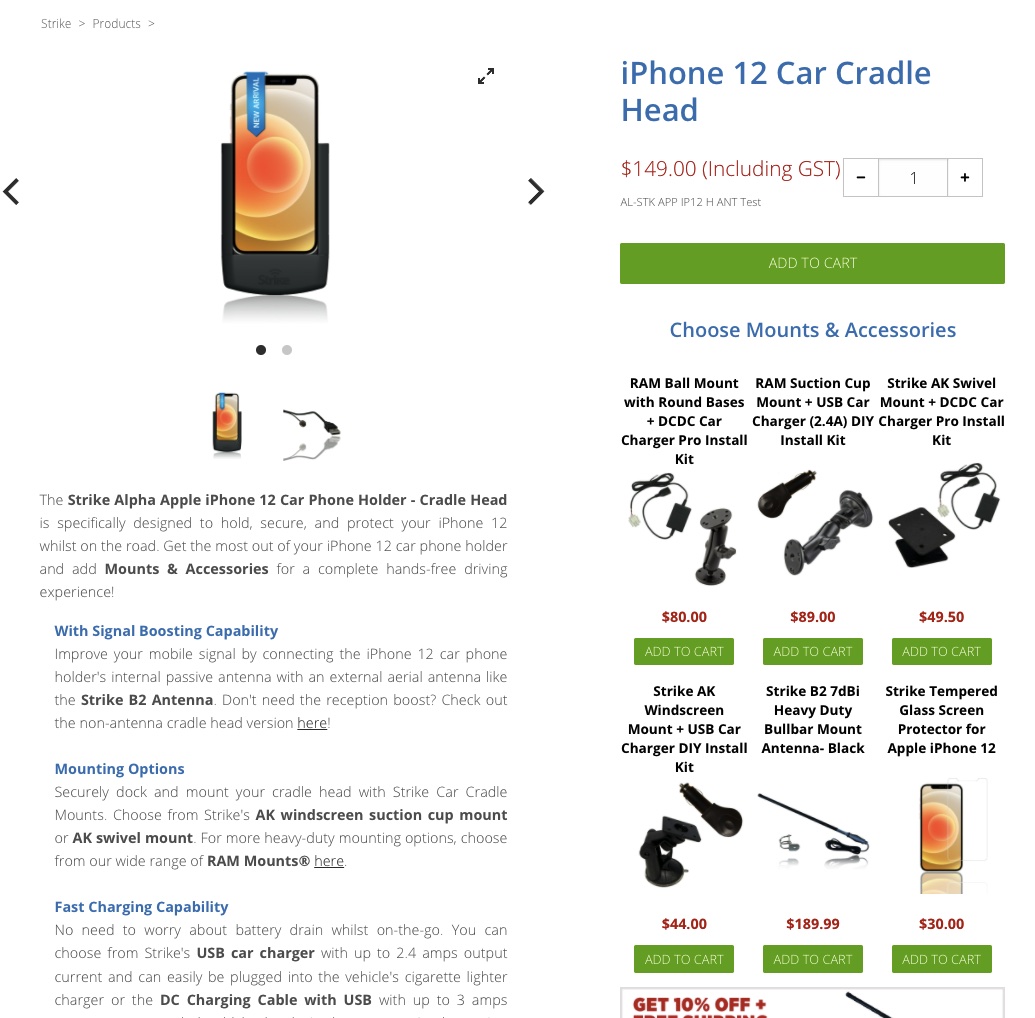 Strike > Products >
NEW ARRIVAL
Strike
iPhone 12 Car Cradle
Head
$149.00 (Including GST)
- 1 +
AL-STK APP IP12 H ANT Test
ADD TO CART
Choose Mounts & Accessories
RAM Ball Mount
with Round Bases
+ DCDC Car
Charger Pro Install
Kit
$80.00
ADD TO CART
RAM Suction Cup
Mount + USB Car
Charger (2.4A) DIY
Install Kit
$89.00
ADD TO CART
Strike AK Swivel
Mount + DCDC Car
Charger Pro Install
Kit
$49.50
ADD TO CART
Strike AK
Windscreen
Mount + USB Car
Charger DIY Install
Kit
$44.00
ADD TO CART
Strike B2 7dBi
Heavy Duty
Bullbar Mount
Antenna- Black
$189.99
ADD TO CART
Strike Tempered
Glass Screen
Protector for
Apple iPhone 12
$30.00
ADD TO CART
GET 10% OFF +
FREE SHIPPING
The Strike Alpha Apple iPhone 12 Car Phone Holder - Cradle Head
is specifically designed to hold, secure, and protect your iPhone 12
whilst on the road. Get the most out of your iPhone 12 car phone holder
and add Mounts & Accessories for a complete hands-free driving
experience!
With Signal Boosting Capability
Improve your mobile signal by connecting the iPhone 12 car phone
holder's internal passive antenna with an external aerial antenna like
the Strike B2 Antenna. Don't need the reception boost? Check out
the non-antenna cradle head version here!
Mounting Options
Securely dock and mount your cradle head with Strike Car Cradle
Mounts. Choose from Strike's AK windscreen suction cup mount
or AK swivel mount. For more heavy-duty mounting options, choose
from our wide range of RAM Mounts® here.
Fast Charging Capability
No need to worry about battery drain whilst on-the-go. You can
choose from Strike's USB car charger with up to 2.4 amps output
current and can easily be plugged into the vehicle's cigarette lighter
charger or the DC Charging Cable with USB with up to 3 amps